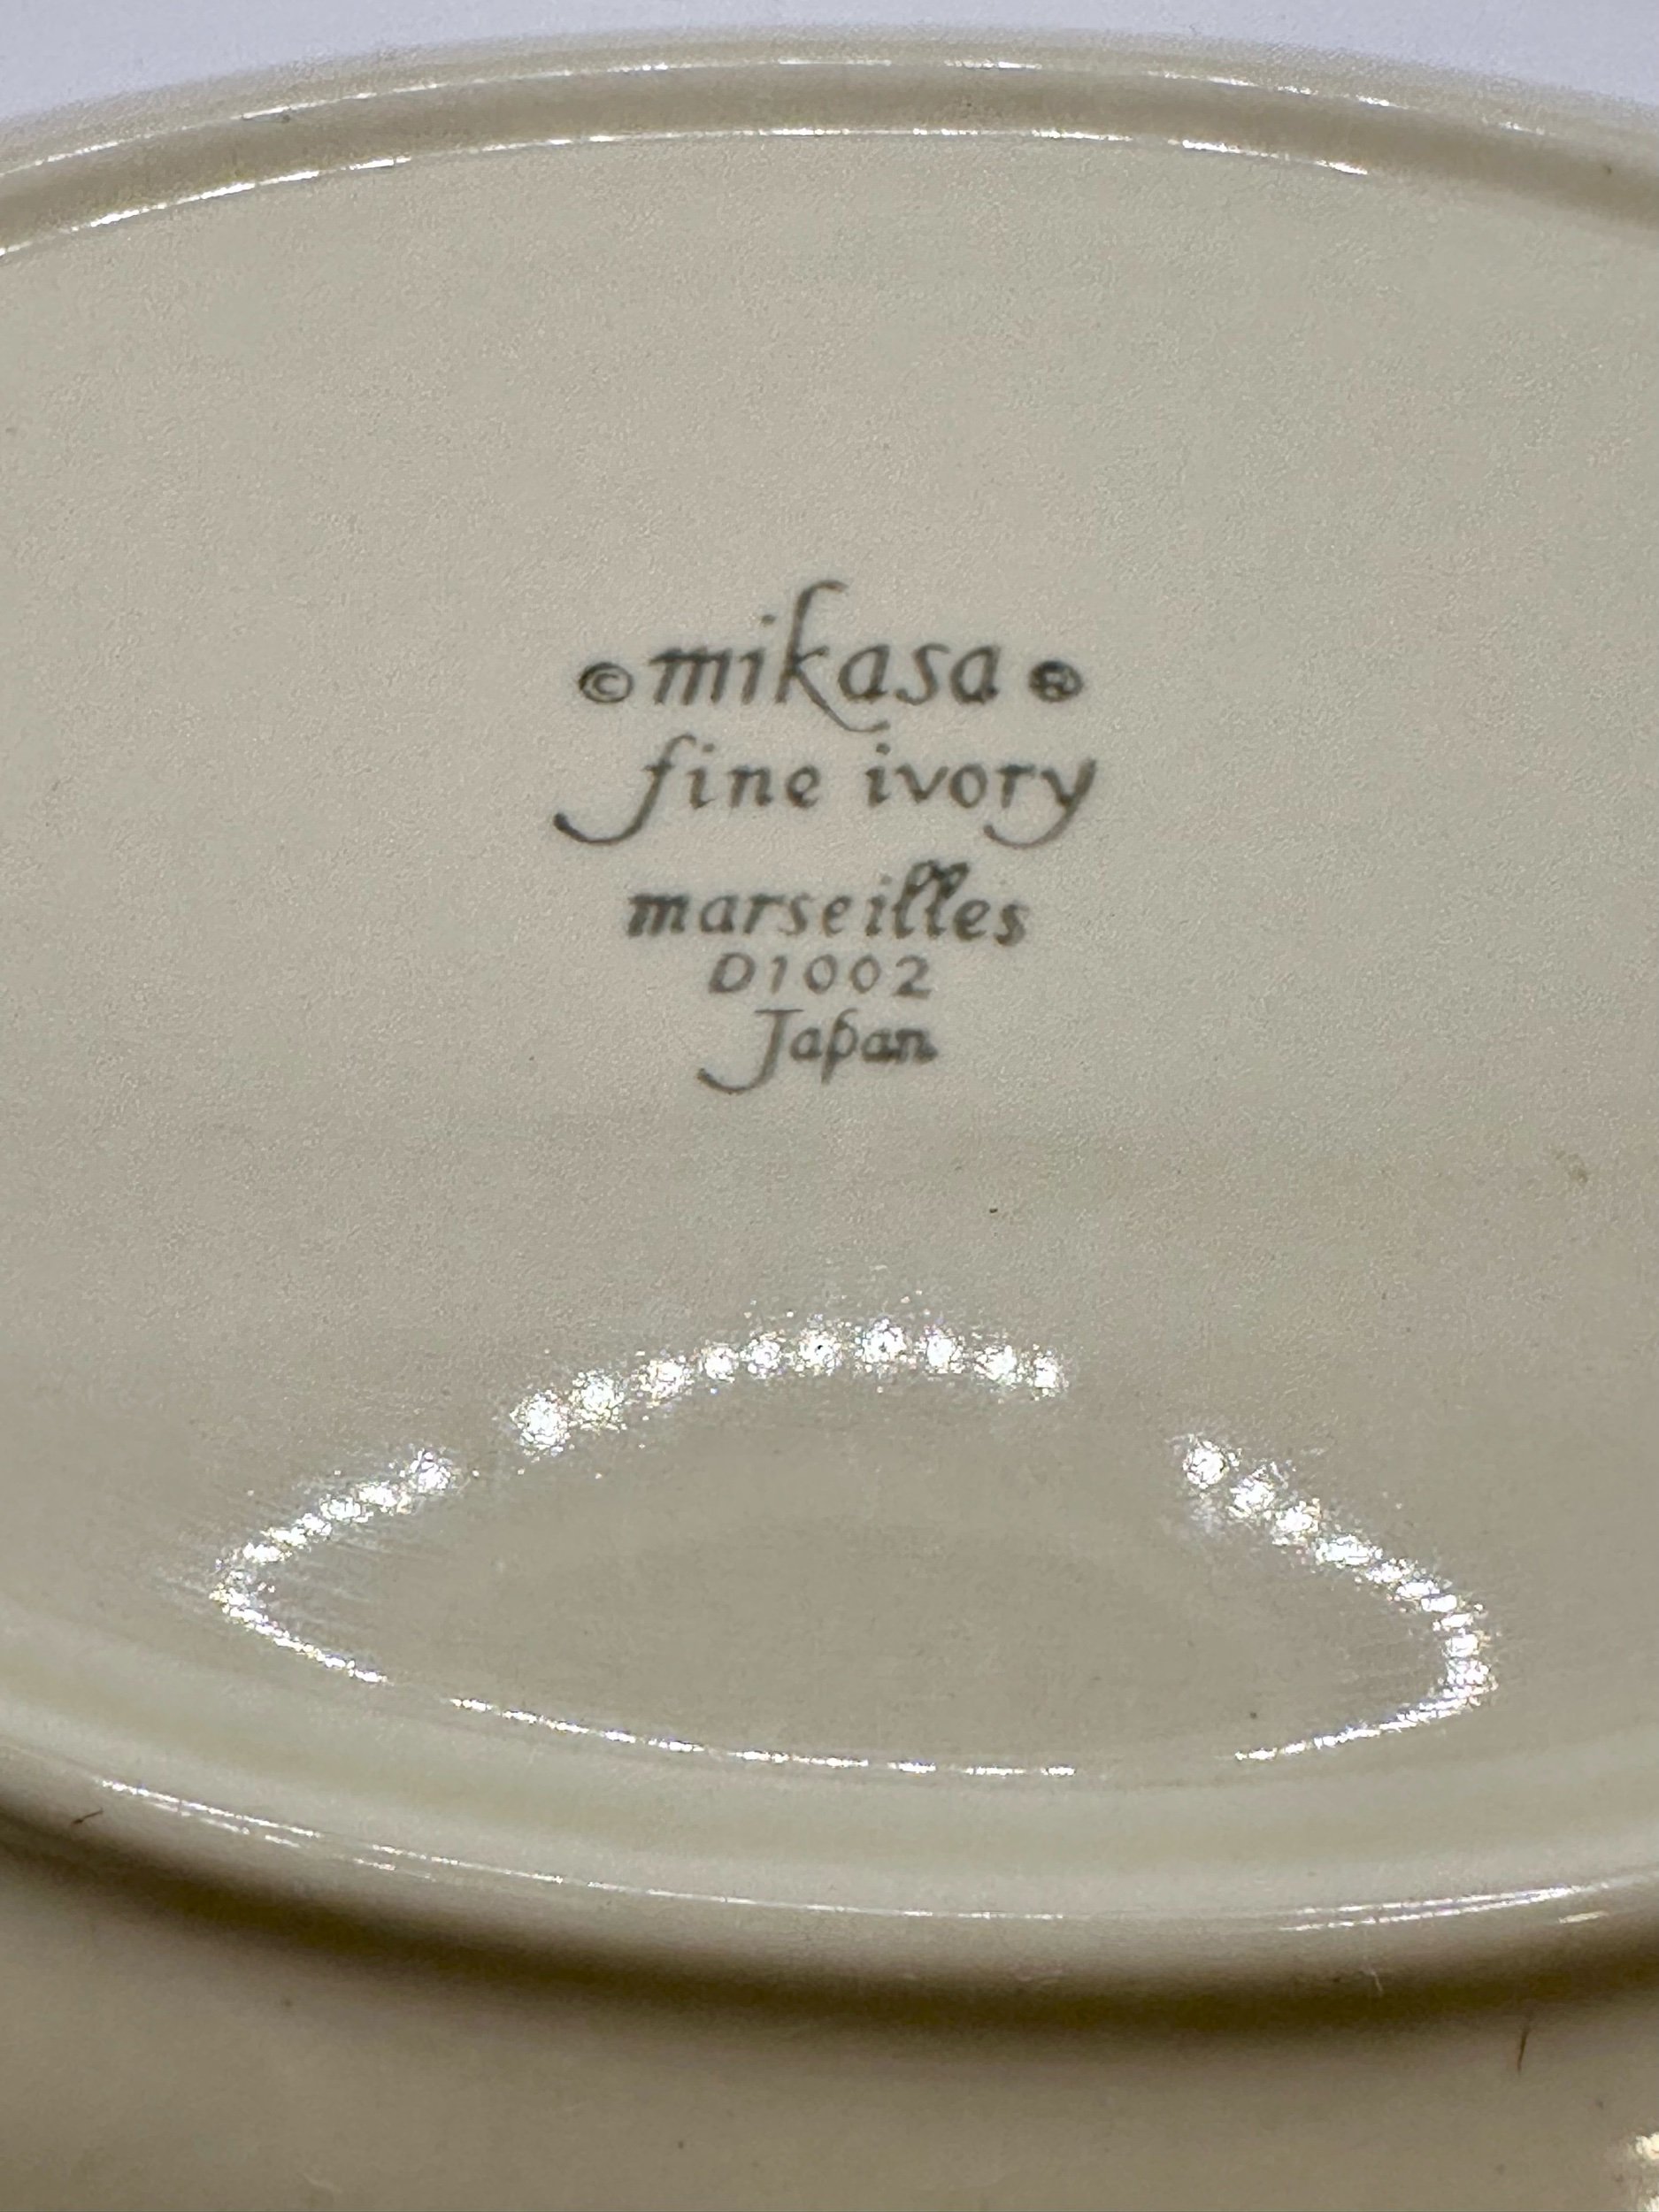 © mikasa ®
fine ivory
marseilles
D1002
Japan